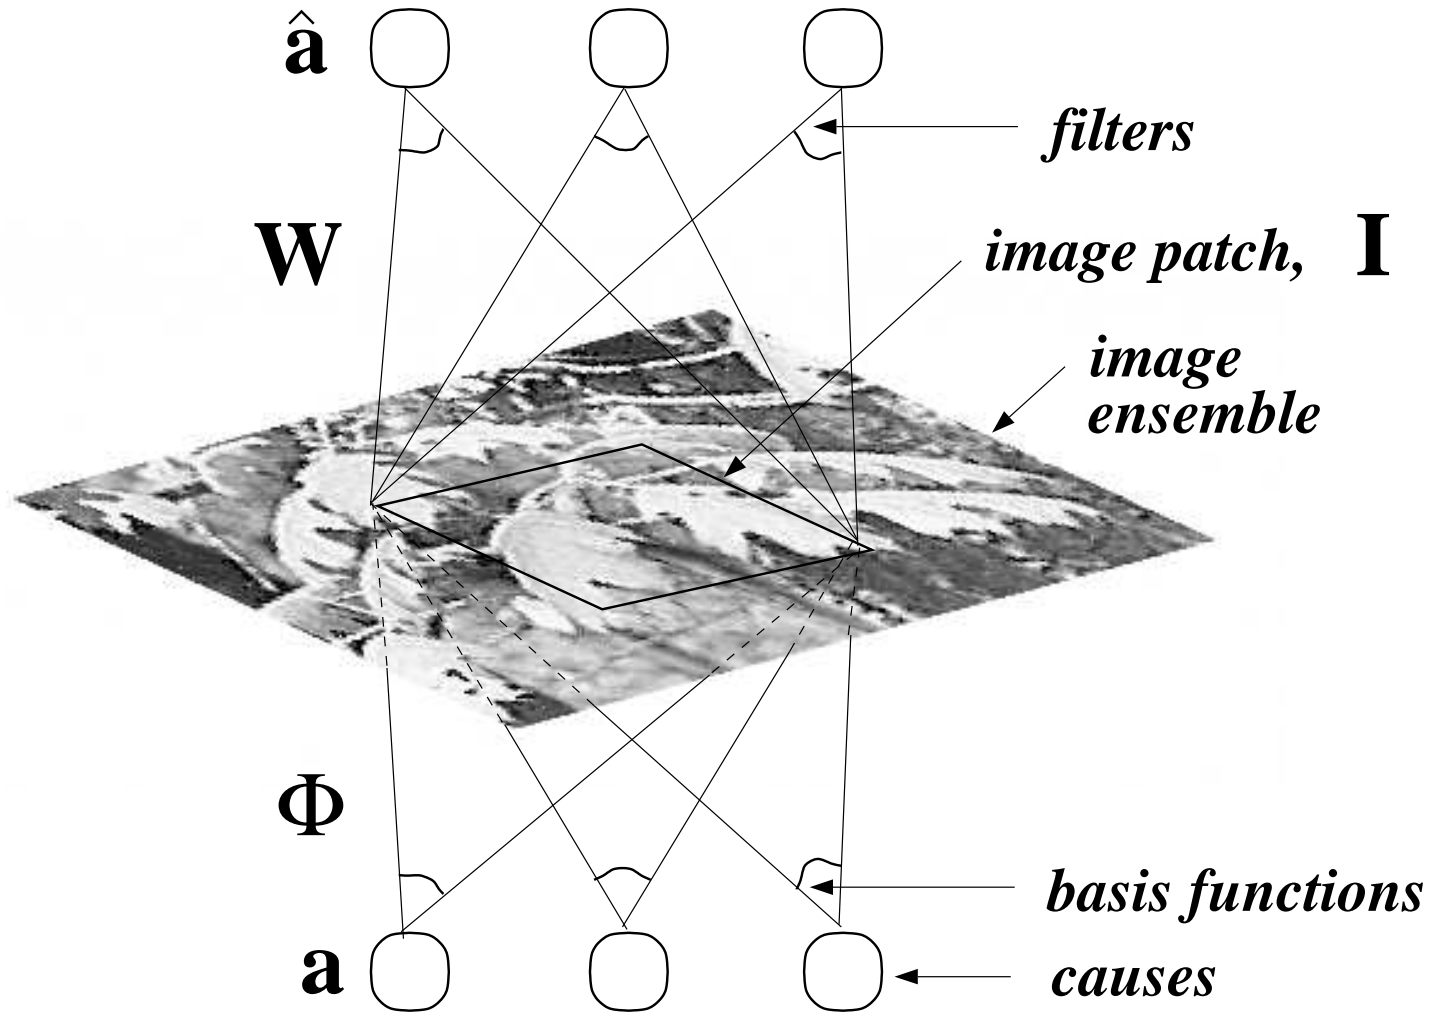 â
filters
W
image patch, I
image
ensemble
Φ
basis functions
a
causes